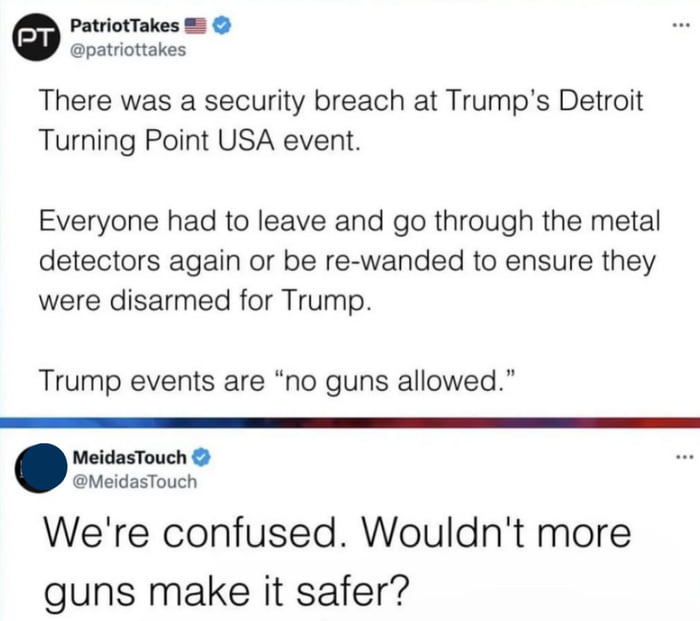 PT
PatriotTakes
@patriottakes
There was a security breach at Trump's Detroit
Turning Point USA event.
Everyone had to leave and go through the metal
detectors again or be re-wanded to ensure they
were disarmed for Trump.
Trump events are “no guns allowed.”
MeidasTouch
@MeidasTouch
We're confused. Wouldn't more
guns make it safer?